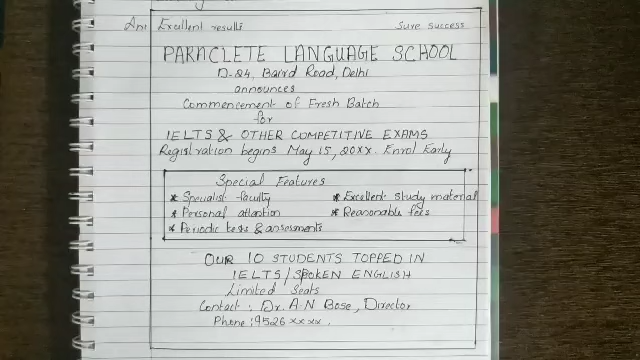 Ans Excellent results Sure success
PARACLETE LANGUAGE SCHOOL
D-24, Baird Road, Delhi
announces
Commencement of Fresh Batch
for
IELTS & OTHER COMPETITIVE EXAMS
Registration begins May 15, 20XX. Enrol Early
Special Features
* Specialist faculty * Excellent study material
* Personal attention * Reasonable fees
* Periodic tests & assessments
OUR 10 STUDENTS TOPPED IN
IELTS/SPOKEN ENGLISH
Limited Seats
Contact : Dr. A.N Bose, Director
Phone : 9526xxxx.